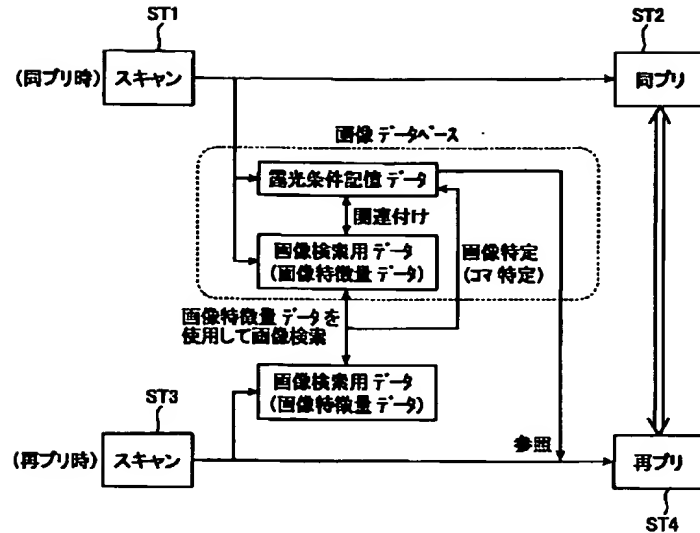 ST1
ST2
(同プリ時)
スキャン
同プリ
画像データベース
露光条件記憶データ
関連付け
画像検索用データ
(画像特徴量データ)
画像特定
(コマ特定)
画像特徴量データを
使用して画像検索
画像検索用データ
(画像特徴量データ)
ST3
(再プリ時)
スキャン
参照
再プリ
ST4